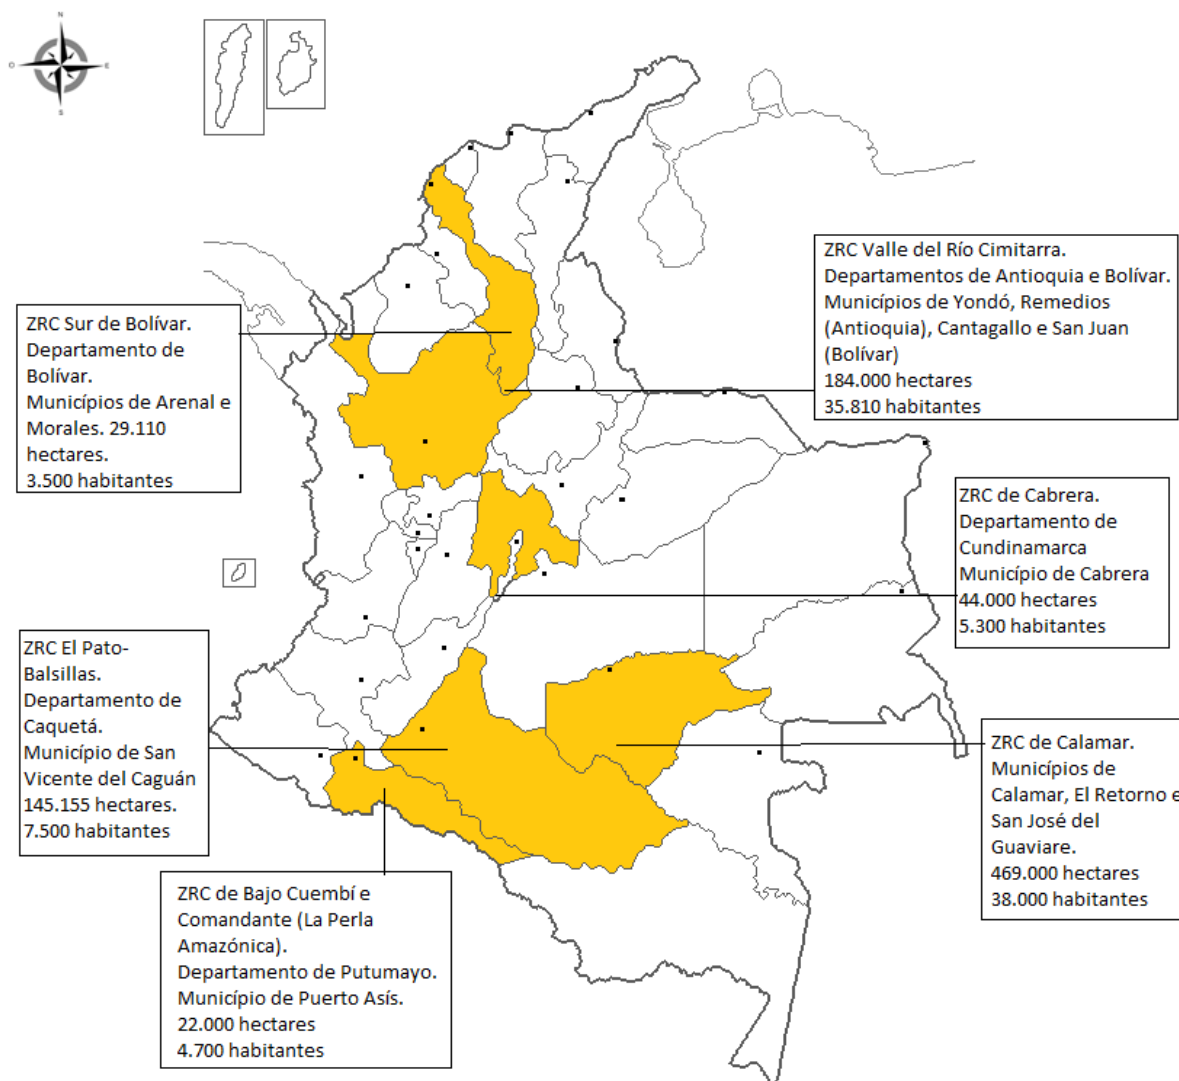 N
O
E
S
ZRC Valle del Río Cimitarra.
Departamentos de Antioquia e Bolívar.
Municípios de Yondó, Remedios
(Antioquia), Cantagallo e San Juan
(Bolívar)
184.000 hectares
35.810 habitantes
ZRC Sur de Bolívar.
Departamento de
Bolívar.
Municípios de Arenal e
Morales. 29.110
hectares.
3.500 habitantes
ZRC de Cabrera.
Departamento de
Cundinamarca
Município de Cabrera
44.000 hectares
5.300 habitantes
ZRC El Pato-
Balsillas.
Departamento de
Caquetá.
Município de San
Vicente del Caguán
145.155 hectares.
7.500 habitantes
ZRC de Calamar.
Municípios de
Calamar, El Retorno e
San José del
Guaviare.
469.000 hectares
38.000 habitantes
ZRC de Bajo Cuembí e
Comandante (La Perla
Amazónica).
Departamento de Putumayo.
Município de Puerto Asís.
22.000 hectares
4.700 habitantes